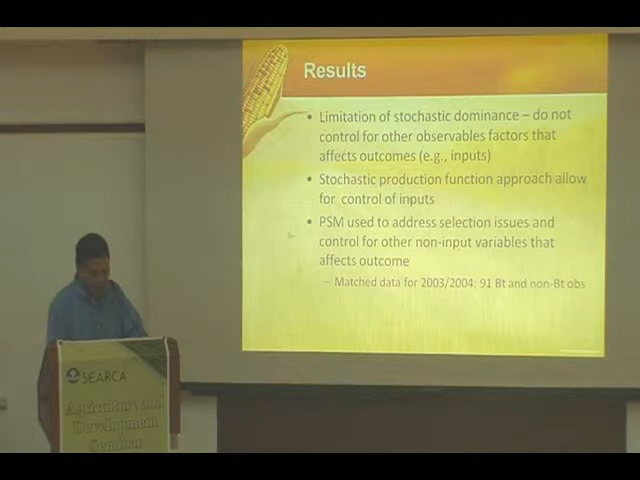 Results
• Limitation of stochastic dominance – do not
control for other observables factors that
affects outcomes (e.g., inputs)
• Stochastic production function approach allow
for control of inputs
• PSM used to address selection issues and
control for other non-input variables that
affects outcome
– Matched data for 2003/2004: 91 Bt and non-Bt obs
SEARCA
Agriculture and
Development
Seminar